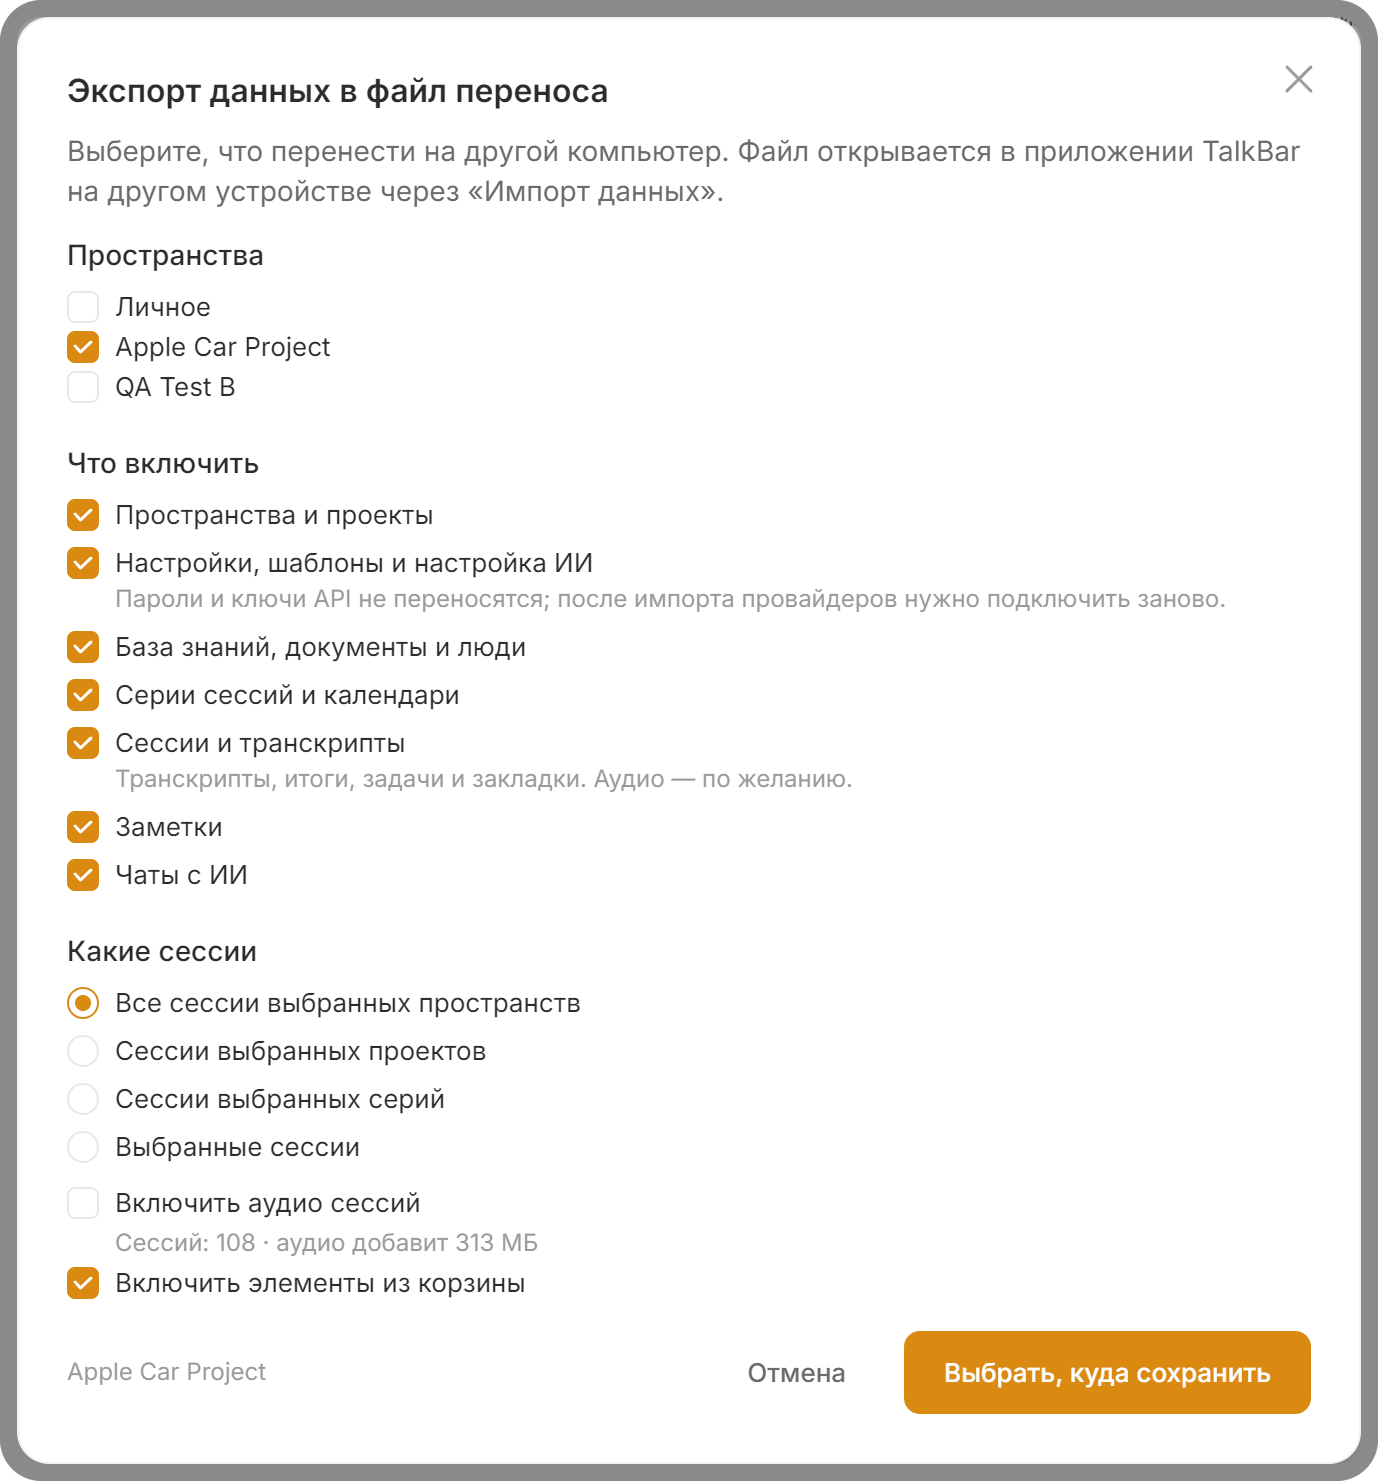 Экспорт данных в файл переноса
Выберите, что перенести на другой компьютер. Файл открывается в приложении TalkBar
на другом устройстве через «Импорт данных».
Пространства
Личное
Apple Car Project
QA Test B
Что включить
Пространства и проекты
Настройки, шаблоны и настройка ИИ
Пароли и ключи API не переносятся; после импорта провайдеров нужно подключить заново.
База знаний, документы и люди
Серии сессий и календари
Сессии и транскрипты
Транскрипты, итоги, задачи и закладки. Аудио — по желанию.
Заметки
Чаты с ИИ
Какие сессии
Все сессии выбранных пространств
Сессии выбранных проектов
Сессии выбранных серий
Выбранные сессии
Включить аудио сессий
Сессий: 108 · аудио добавит 313 МБ
Включить элементы из корзины
Apple Car Project
Отмена
Выбрать, куда сохранить